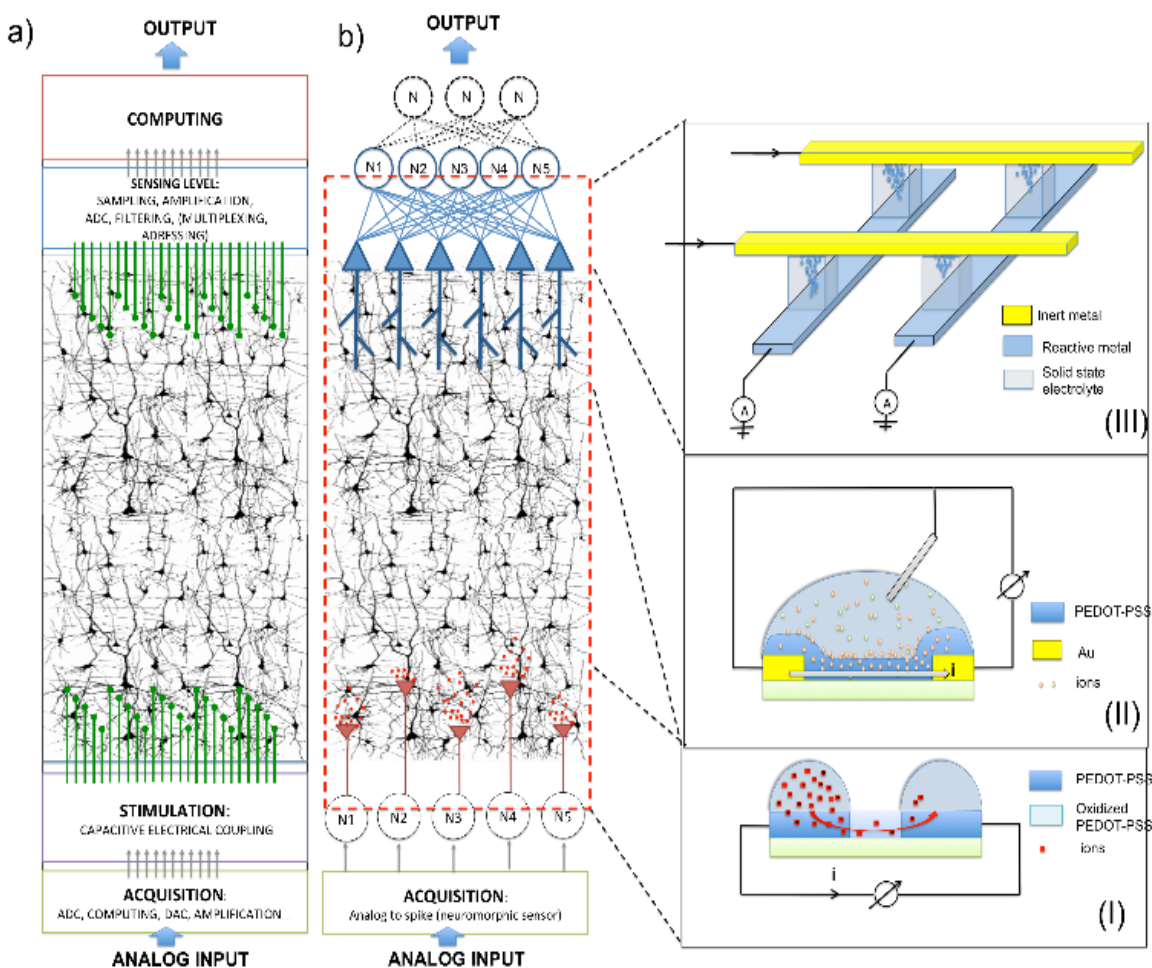 a)
OUTPUT
COMPUTING
SENSING LEVEL:
SAMPLING, AMPLIFICATION,
ADC, FILTERING, (MULTIPLEXING,
ADRESSING)
STIMULATION:
CAPACITIVE ELECTRICAL COUPLING
ACQUISITION:
ADC, COMPUTING, DAC, AMPLIFICATION
ANALOG INPUT
b)
OUTPUT
N N N
N1 N2 N3 N4 N5
N1 N2 N3 N4 N5
ACQUISITION:
Analog to spike (neuromorphic sensor)
ANALOG INPUT
Inert metal
Reactive metal
Solid state
electrolyte
A A
(III)
PEDOT-PSS
Au
ions
i
(II)
PEDOT-PSS
Oxidized
PEDOT-PSS
ions
i
(I)